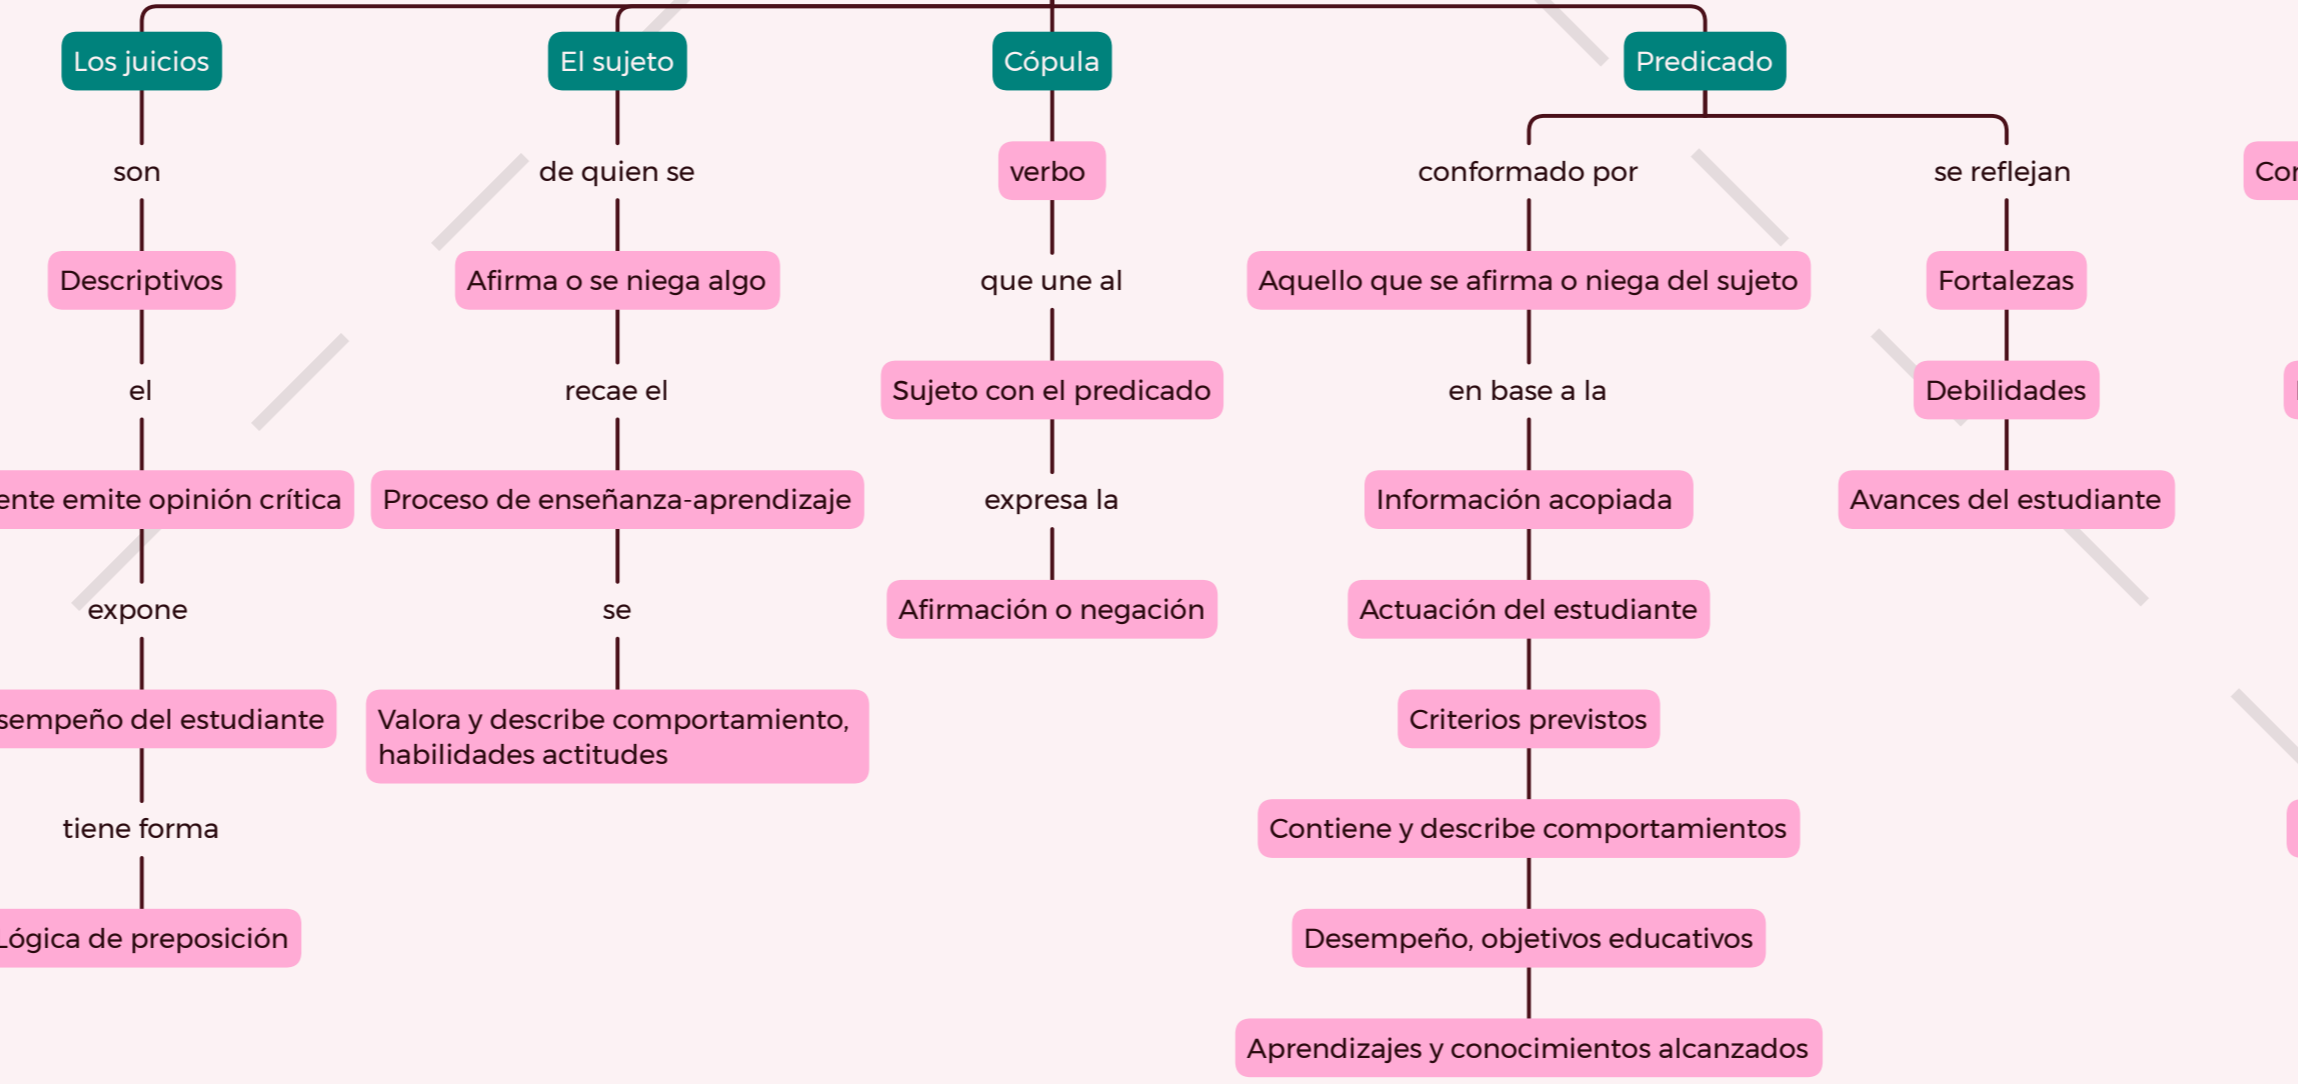 Los juicios
El sujeto
Cópula
Predicado
son
de quien se
verbo
conformado por
se reflejan
Descriptivos
Afirma o se niega algo
que une al
Aquello que se afirma o niega del sujeto
Fortalezas
el
recae el
Sujeto con el predicado
en base a la
Debilidades
emite opinión crítica
Proceso de enseñanza-aprendizaje
expresa la
Información acopiada
Avances del estudiante
expone
se
Afirmación o negación
Actuación del estudiante
del estudiante
Valora y describe comportamiento,
habilidades actitudes
Criterios previstos
tiene forma
Contiene y describe comportamientos
Lógica de preposición
Desempeño, objetivos educativos
Aprendizajes y conocimientos alcanzados